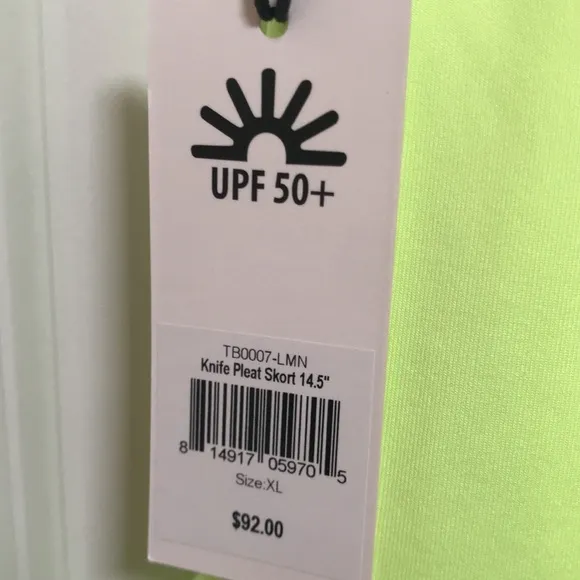 UPF 50+
TB0007-LMN
Knife Pleat Skort 14.5"
8 14917 05970 5
Size:XL
$92.00